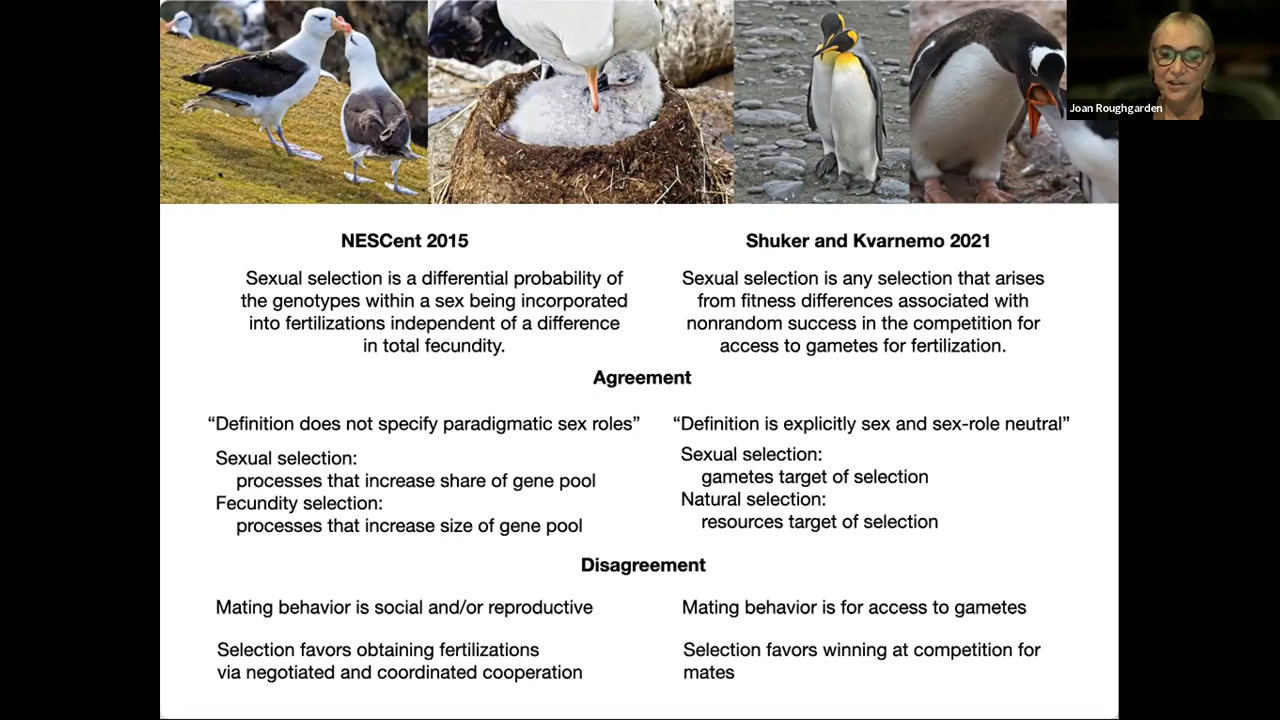 Joan Roughgarden
NESCent 2015
Sexual selection is a differential probability of
the genotypes within a sex being incorporated
into fertilizations independent of a difference
in total fecundity.
Shuker and Kvarnemo 2021
Sexual selection is any selection that arises
from fitness differences associated with
nonrandom success in the competition for
access to gametes for fertilization.
Agreement
“Definition does not specify paradigmatic sex roles”
Sexual selection:
processes that increase share of gene pool
Fecundity selection:
processes that increase size of gene pool
“Definition is explicitly sex and sex-role neutral”
Sexual selection:
gametes target of selection
Natural selection:
resources target of selection
Disagreement
Mating behavior is social and/or reproductive
Selection favors obtaining fertilizations
via negotiated and coordinated cooperation
Mating behavior is for access to gametes
Selection favors winning at competition for
mates